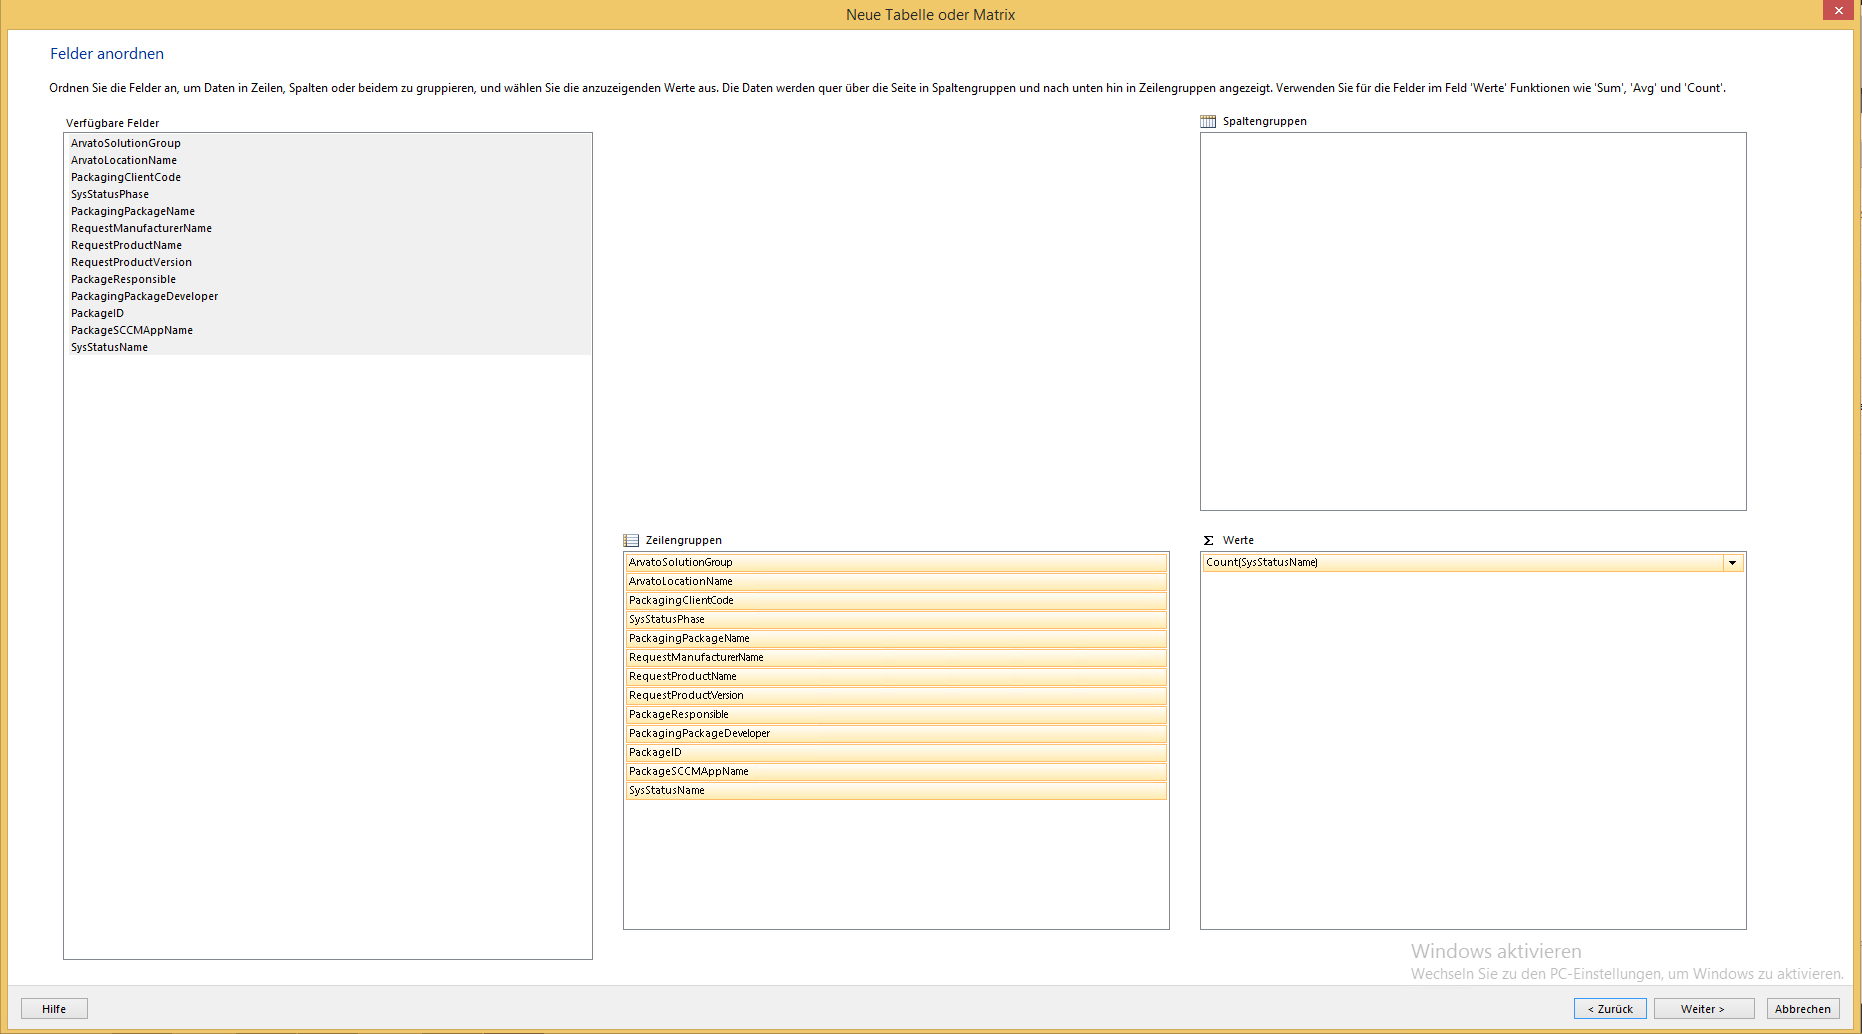 Neue Tabelle oder Matrix
Felder anordnen
Ordnen Sie die Felder an, um Daten in Zeilen, Spalten oder beidem zu gruppieren, und wählen Sie die anzuzeigenden Werte aus. Die Daten werden quer über die Seite in Spaltengruppen und nach unten hin in Zeilengruppen angezeigt. Verwenden Sie für die Felder im Feld 'Werte' Funktionen wie 'Sum', 'Avg' und 'Count'.
Verfügbare Felder
ArvatoSolutionGroup
ArvatoLocationName
PackagingClientCode
SysStatusPhase
PackagingPackageName
RequestManufacturerName
RequestProductName
RequestProductVersion
PackageResponsible
PackagingPackageDeveloper
PackageID
PackageSCCMAppName
SysStatusName
Spaltengruppen
Zeilengruppen
ArvatoSolutionGroup
ArvatoLocationName
PackagingClientCode
SysStatusPhase
PackagingPackageName
RequestManufacturerName
RequestProductName
RequestProductVersion
PackageResponsible
PackagingPackageDeveloper
PackageID
PackageSCCMAppName
SysStatusName
Σ Werte
Count(SysStatusName)
Windows aktivieren
Wechseln Sie zu den PC-Einstellungen, um Windows zu aktivieren.
Hilfe
< Zurück
Weiter >
Abbrechen